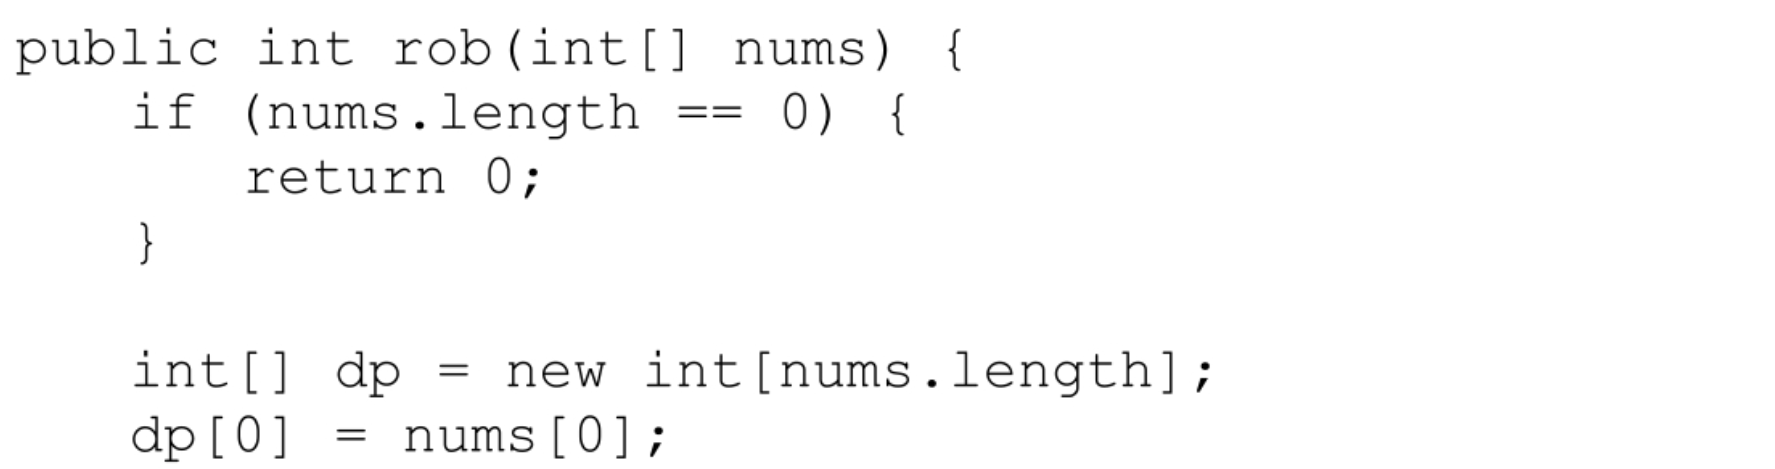 public int rob(int[] nums) {
    if (nums.length == 0) {
        return 0;
    }

    int[] dp = new int[nums.length];
    dp[0] = nums[0];